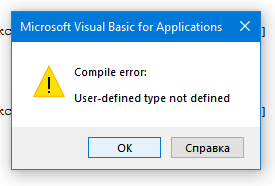 Microsoft Visual Basic for Applications
Compile error:
User-defined type not defined
OK
Справка